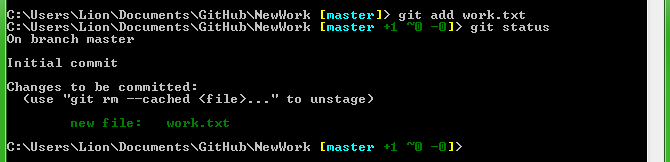 C:\Users\Lion\Documents\GitHub\NewWork [master]> git add work.txt
C:\Users\Lion\Documents\GitHub\NewWork [master +1 ~0 -0]> git status
On branch master
Initial commit
Changes to be committed:
(use "git rm --cached <file>..." to unstage)
new file:   work.txt
C:\Users\Lion\Documents\GitHub\NewWork [master +1 ~0 -0]>